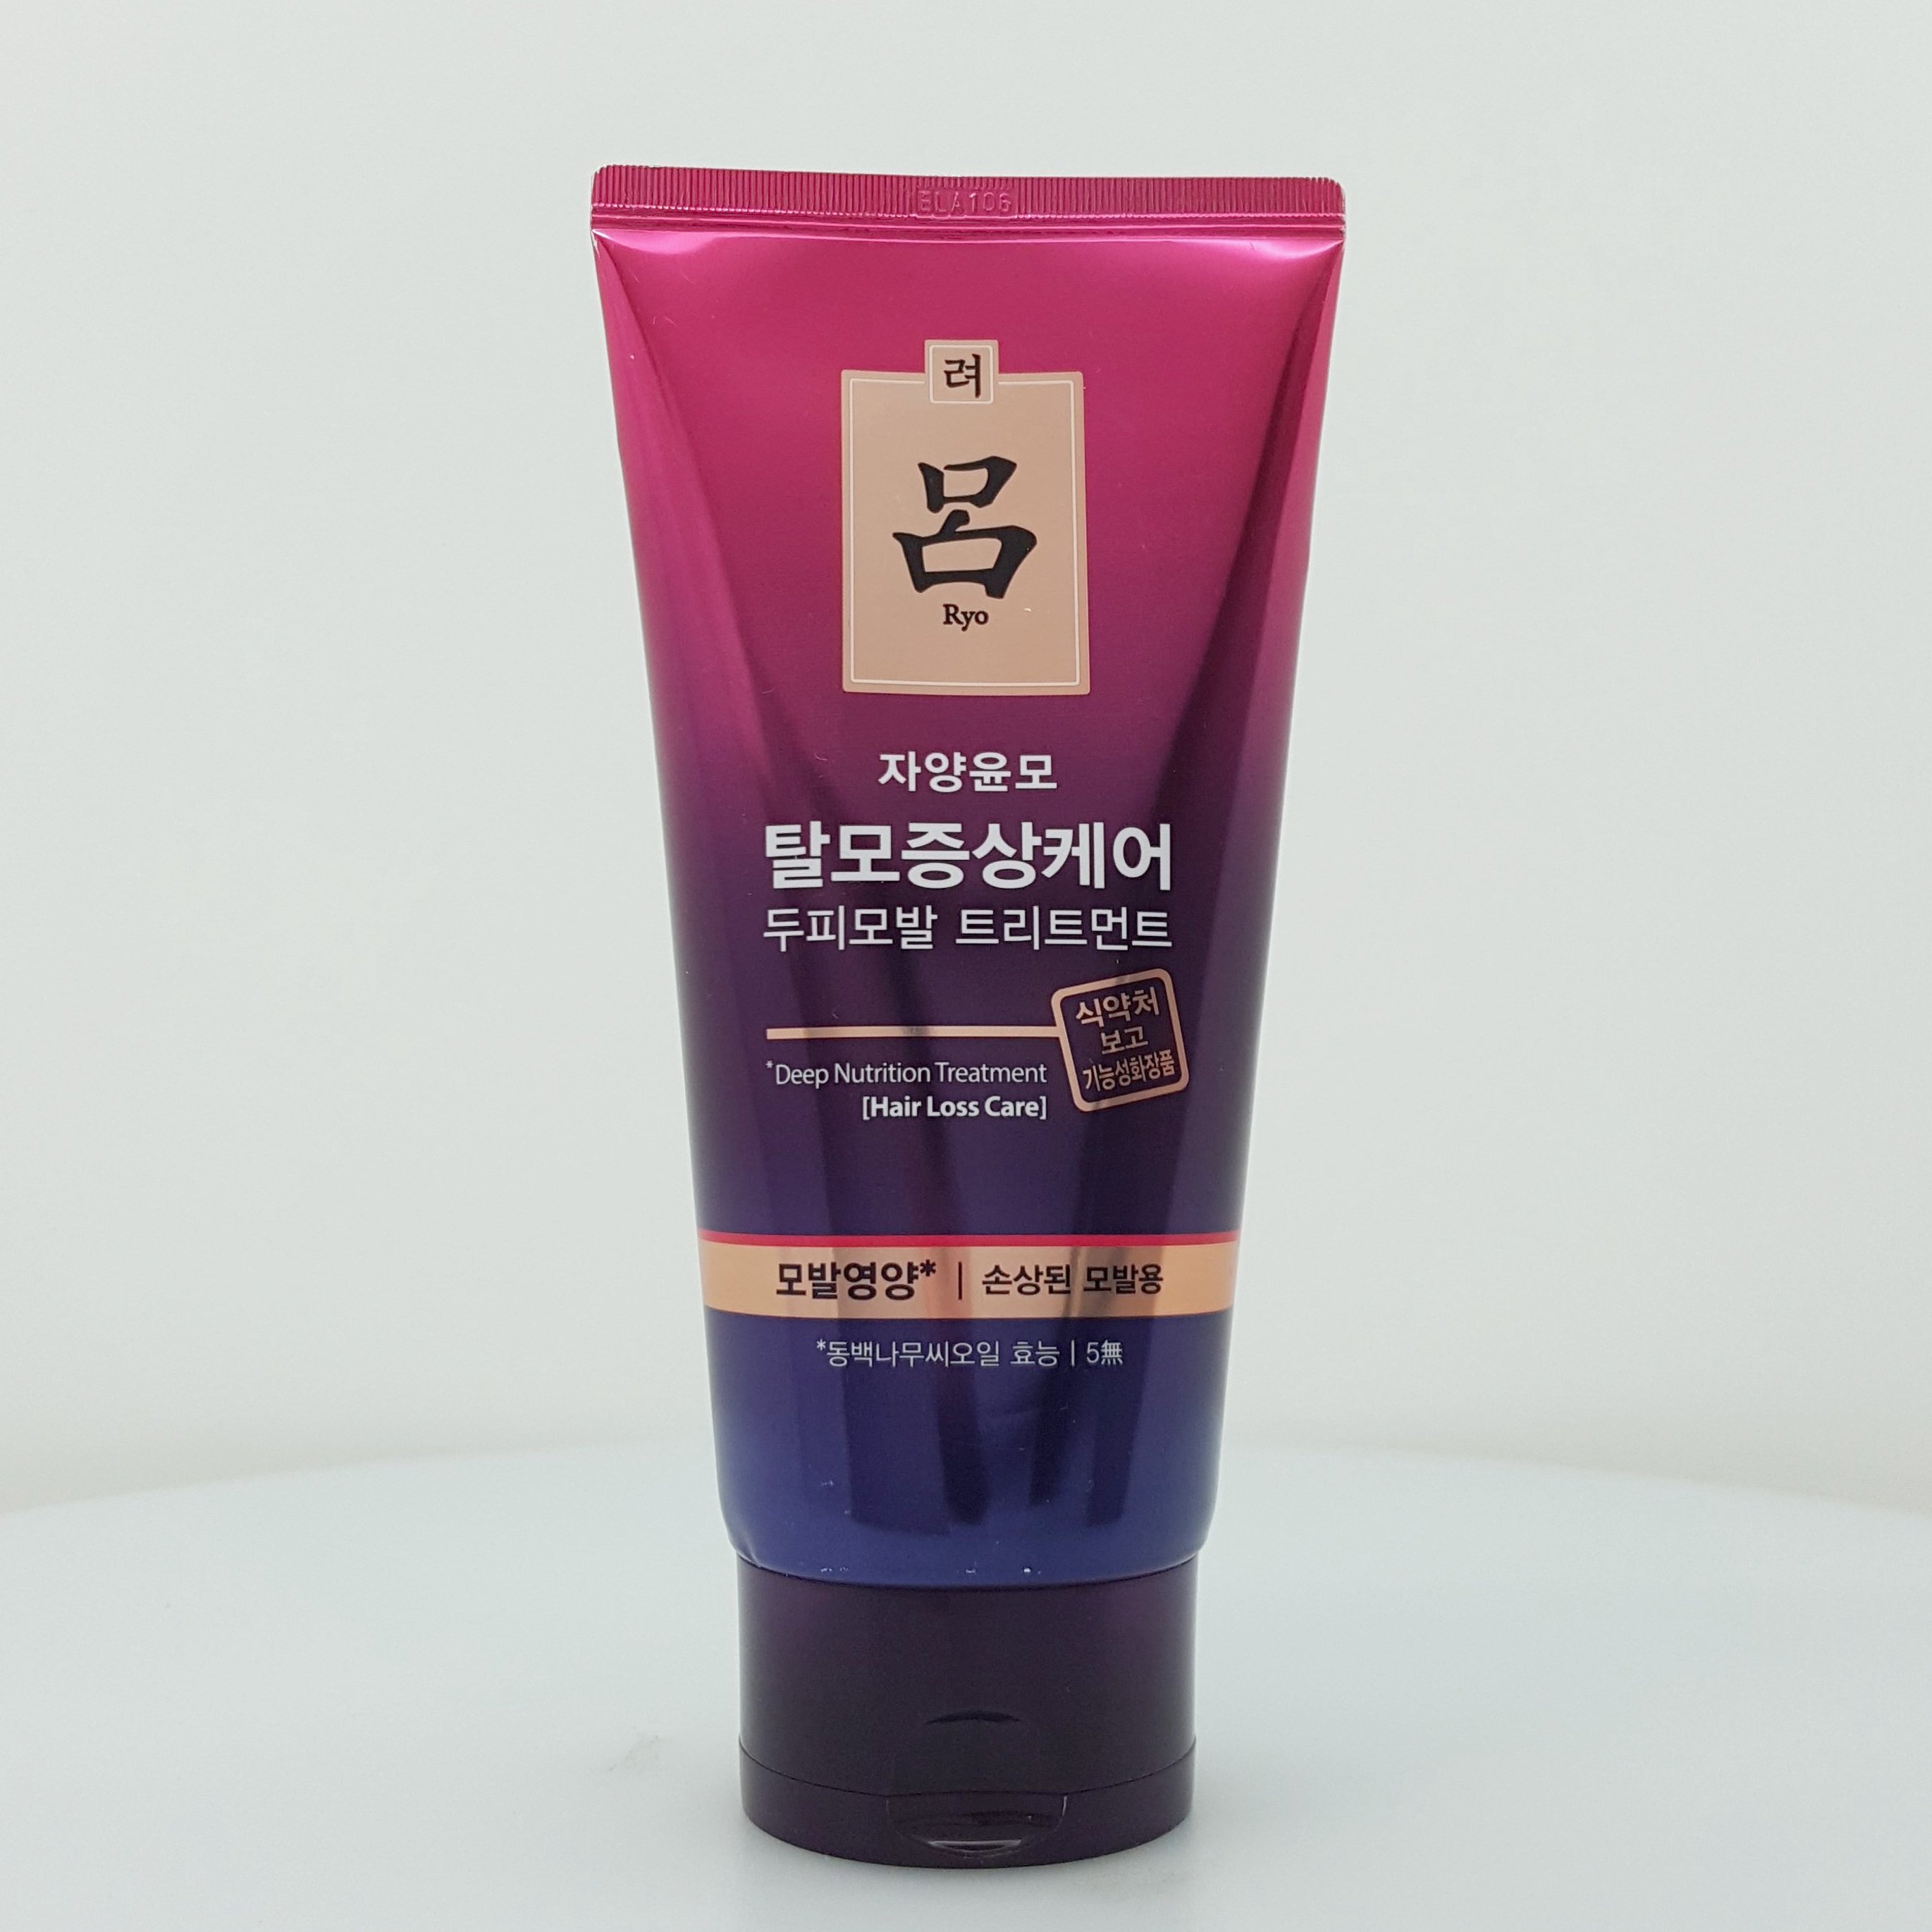 ELA106
려
呂
Ryo
자양윤모
탈모증상케어
두피모발 트리트먼트
식약처
보고
기능성화장품
*Deep Nutrition Treatment
[Hair Loss Care]
모발영양* | 손상된 모발용
*동백나무씨오일 효능 | 5無